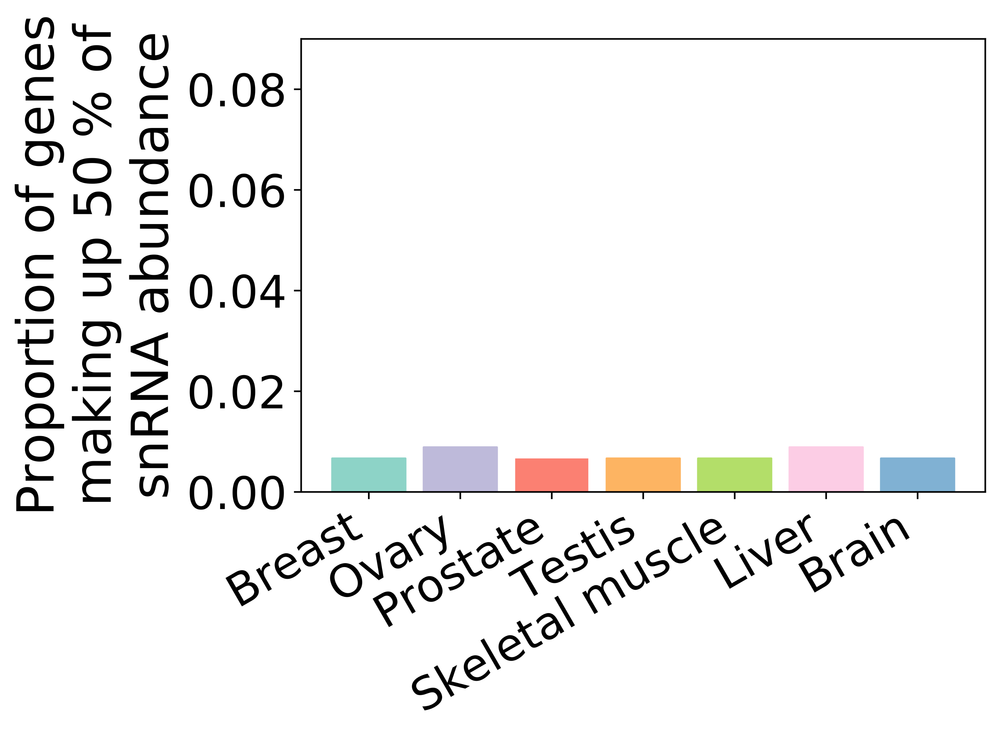 Proportion of genes
making up 50 % of
snRNA abundance
0.08
0.06
0.04
0.02
0.00
Breast
Ovary
Prostate
Testis
Skeletal muscle
Liver
Brain